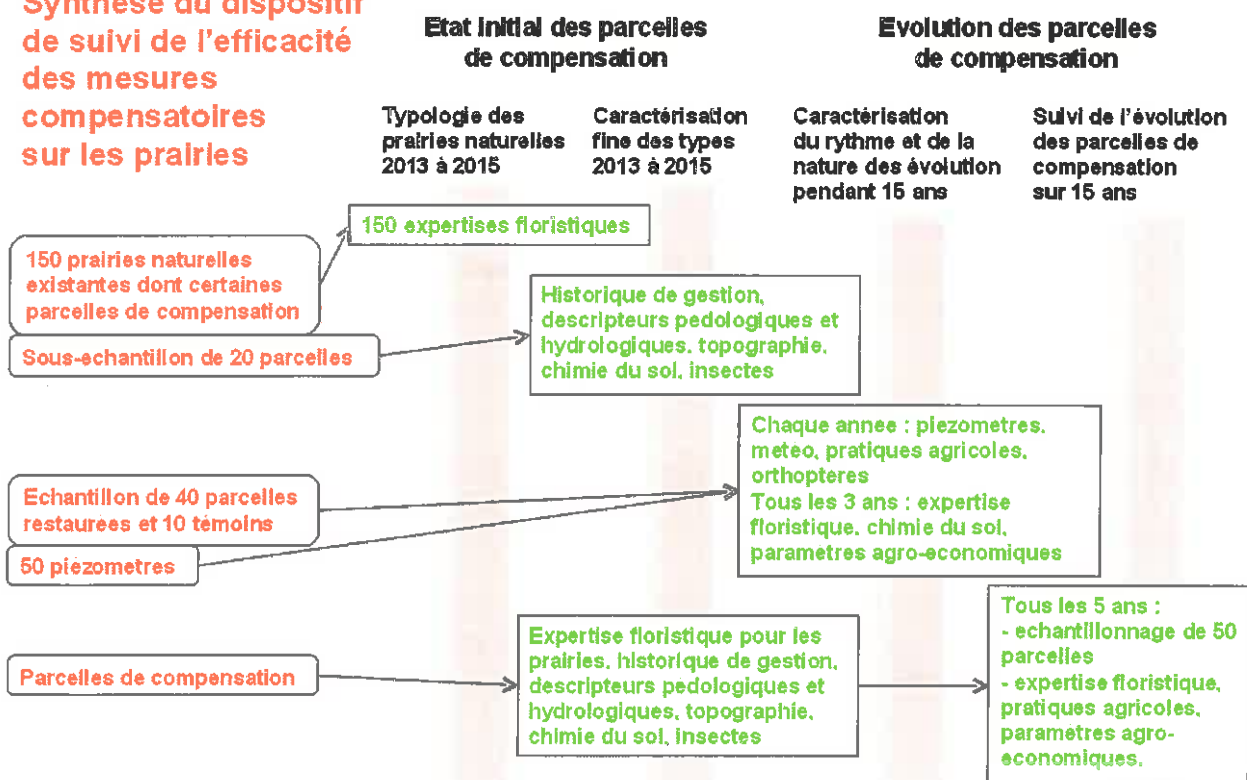 Synthèse du dispositif
de suivi de l'efficacité
des mesures
compensatoires
sur les prairies
Etat Initial des parcelles
de compensation
Evolution des parcelles
de compensation
Typologie des
prairies naturelles
2013 à 2015
Caractérisation
fine des types
2013 à 2015
Caractérisation
du rythme et de la
nature des évolution
pendant 15 ans
Suivi de l'évolution
des parcelles de
compensation
sur 15 ans
150 expertises floristiques
150 prairies naturelles
existantes dont certaines
parcelles de compensation
Sous-echantillon de 20 parcelles
Historique de gestion,
descripteurs pedologiques et
hydrologiques, topographie,
chimie du sol, insectes
Chaque annee : piezometres,
meteo, pratiques agricoles,
orthopteres
Tous les 3 ans : expertise
floristique, chimie du sol,
parametres agro-economiques
Echantillon de 40 parcelles
restaurées et 10 témoins
50 piézometres
Parcelles de compensation
Expertise floristique pour les
prairies, historique de gestion,
descripteurs pedologiques et
hydrologiques, topographie,
chimie du sol, insectes
Tous les 5 ans :
- echantillonnage de 50
parcelles
- expertise floristique,
pratiques agricoles,
parametres agro-
economiques.